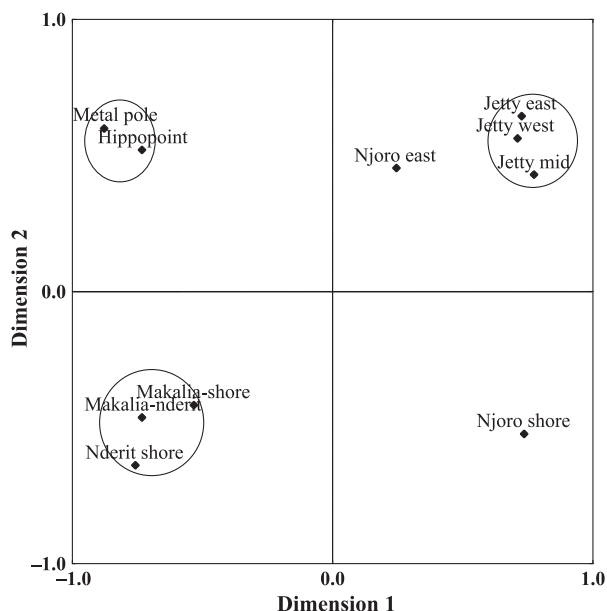 1.0
Metal pole
Hippopoint
Jetty east
Jetty west
Njoro east
Jetty mid
Dimension 2
0.0
Makalia-shore
Makalia-nderit
Nderit shore
Njoro shore
–1.0
–1.0
0.0
1.0
Dimension 1